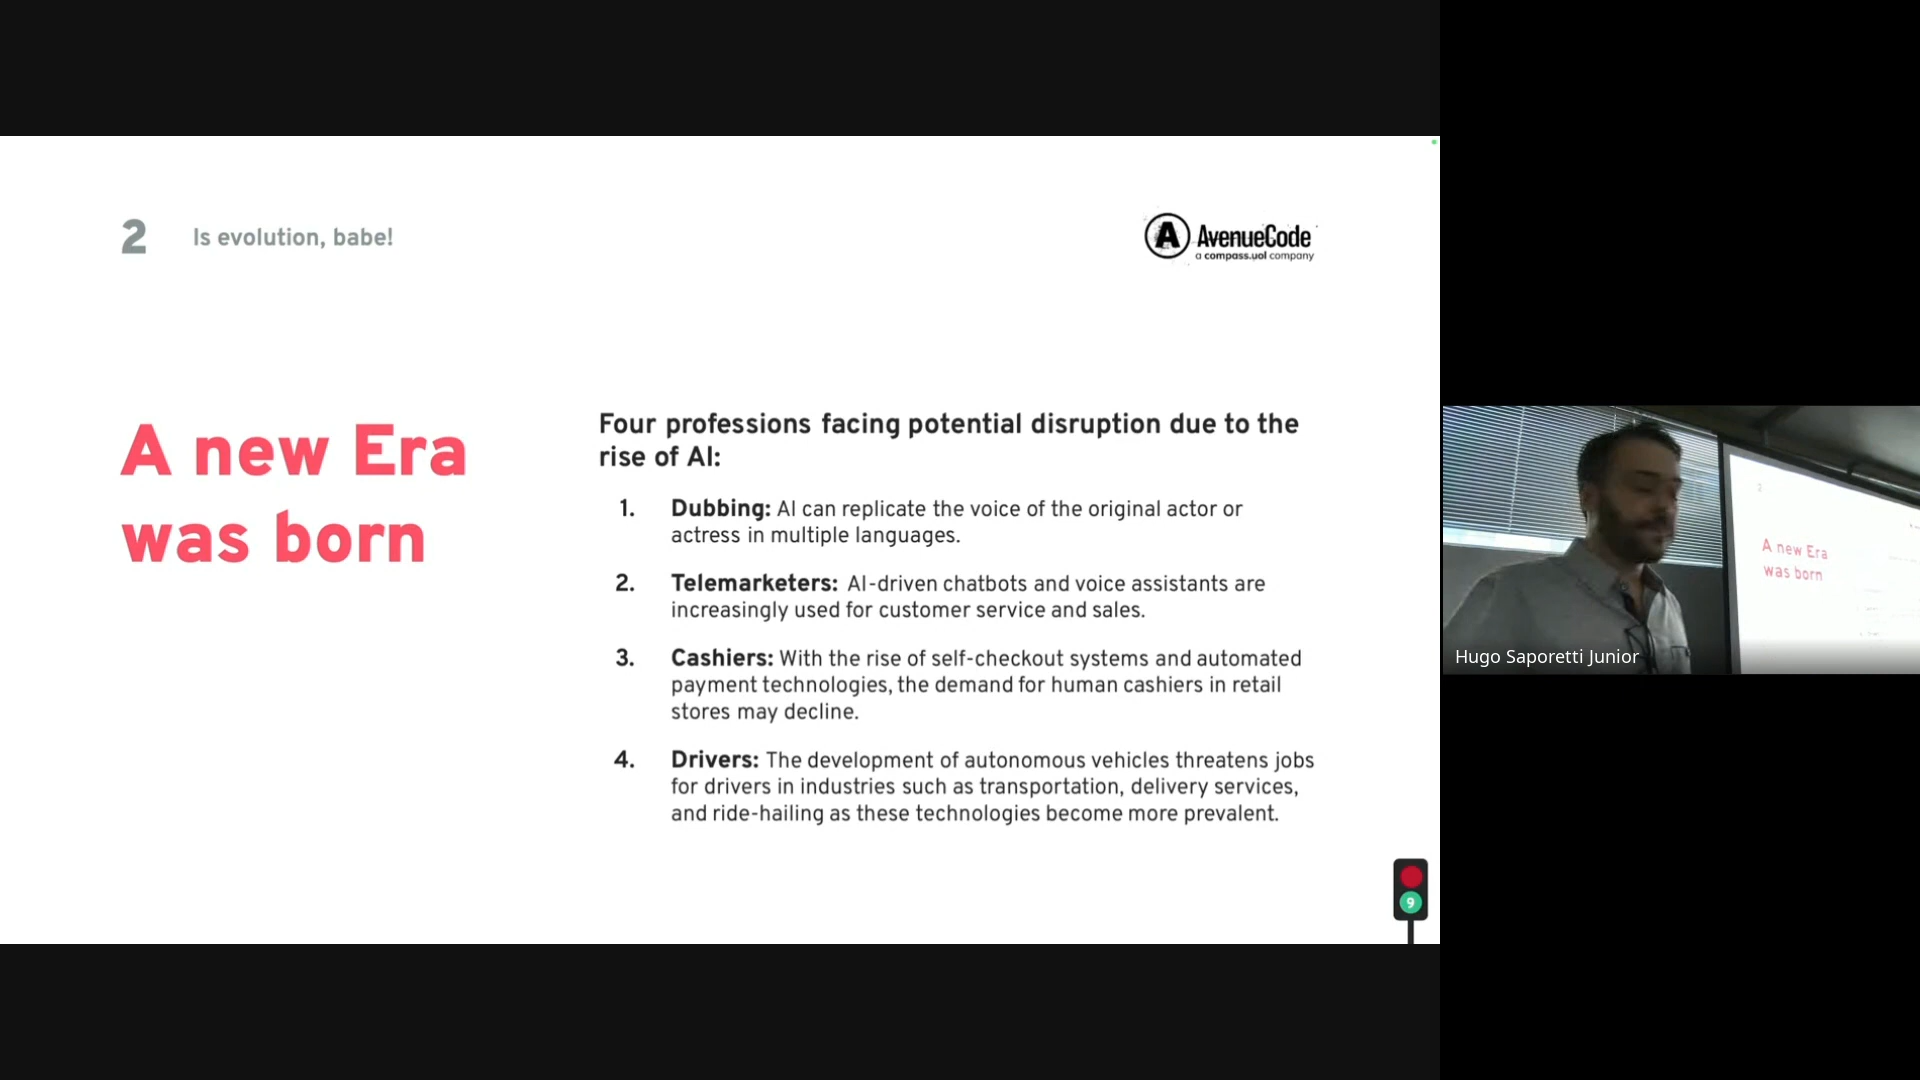 2 Is evolution, babe!
A AvenueCode
a compass.uol company
A new Era
was born
Four professions facing potential disruption due to the
rise of AI:
1. Dubbing: AI can replicate the voice of the original actor or
actress in multiple languages.
2. Telemarketers: AI-driven chatbots and voice assistants are
increasingly used for customer service and sales.
3. Cashiers: With the rise of self-checkout systems and automated
payment technologies, the demand for human cashiers in retail
stores may decline.
4. Drivers: The development of autonomous vehicles threatens jobs
for drivers in industries such as transportation, delivery services,
and ride-hailing as these technologies become more prevalent.
9
A new Era
was born
Hugo Saporetti Junior